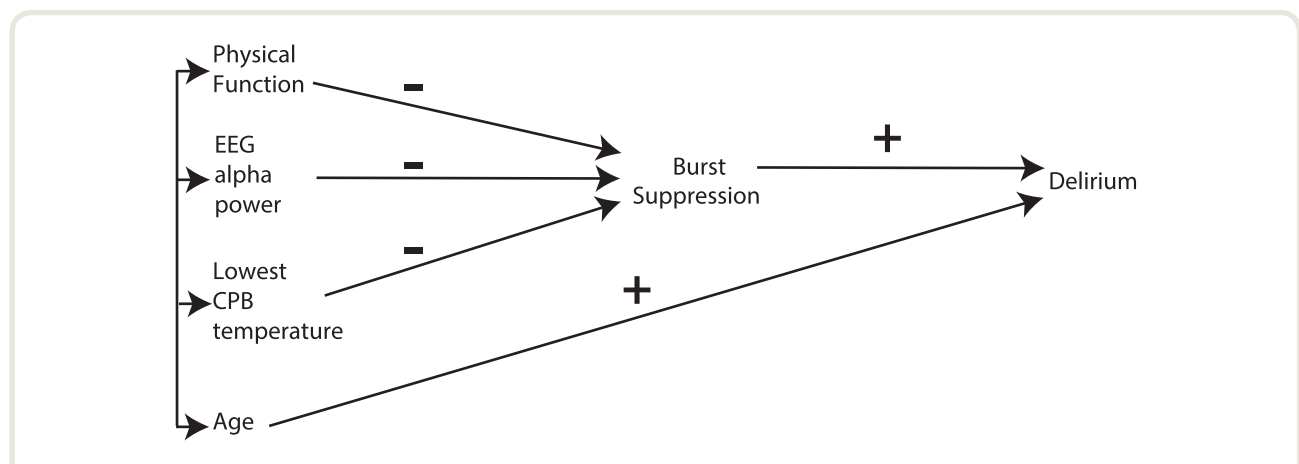 Physical
Function
-
EEG
alpha
power
-
Lowest
CPB
temperature
-
Age
+
Burst
Suppression
+
Delirium